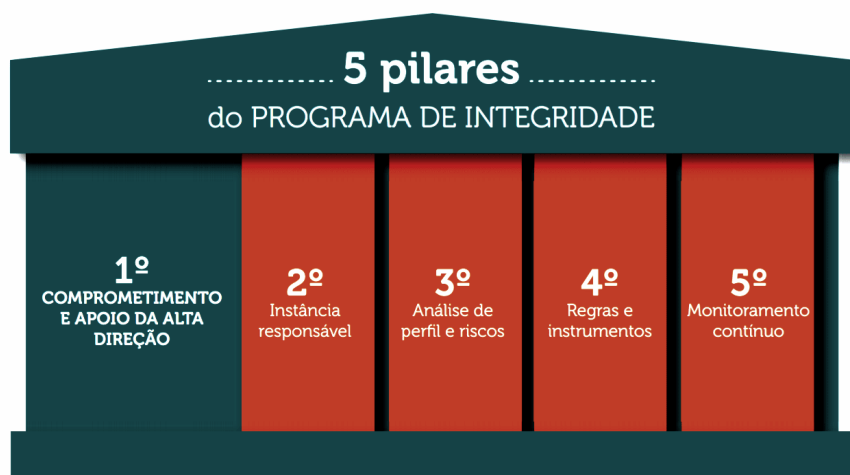 5 pilares
do PROGRAMA DE INTEGRIDADE
1º
COMPROMETIMENTO
E APOIO DA ALTA
DIREÇÃO
2º
Instância
responsável
3º
Análise de
perfil e riscos
4º
Regras e
instrumentos
5º
Monitoramento
contínuo